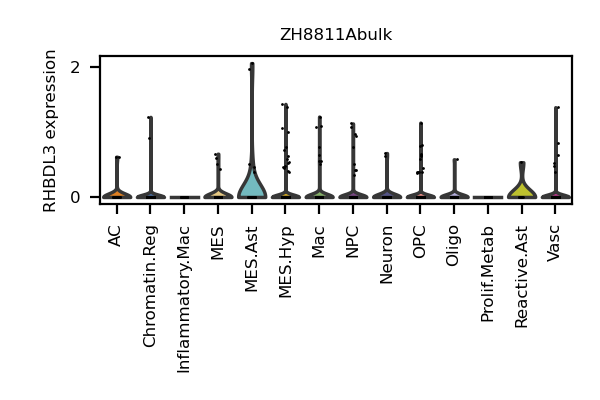 ZH8811Abulk
RHBDL3 expression
2
0
AC
Chromatin.Reg
Inflammatory.Mac
MES
MES.Ast
MES.Hyp
Mac
NPC
Neuron
OPC
Oligo
Prolif.Metab
Reactive.Ast
Vasc